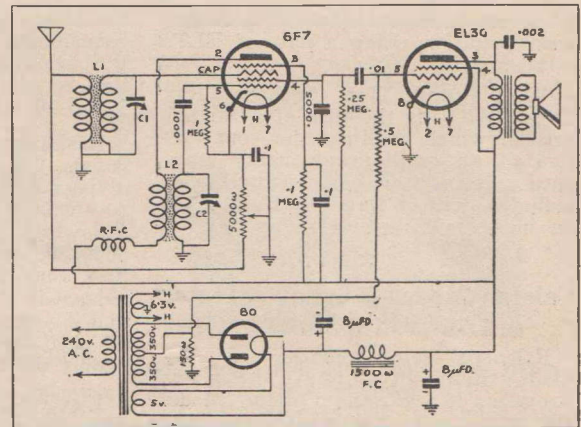 6F7
EL3G
L1
CAP
C1
2
3
4
5
6
1
H
7
.0001
1 MEG.
.1
.0005
.01
.25 MEG.
.5 MEG.
5
3
4
8
2
H
7
.002
L2
C2
R.F.C
5000ω
.1 MEG
.1
H
6.3v.
H
240v. A.C.
350v.
350v.
5v.
150ω
80
8μFD.
1500ω F.C
8μFD.